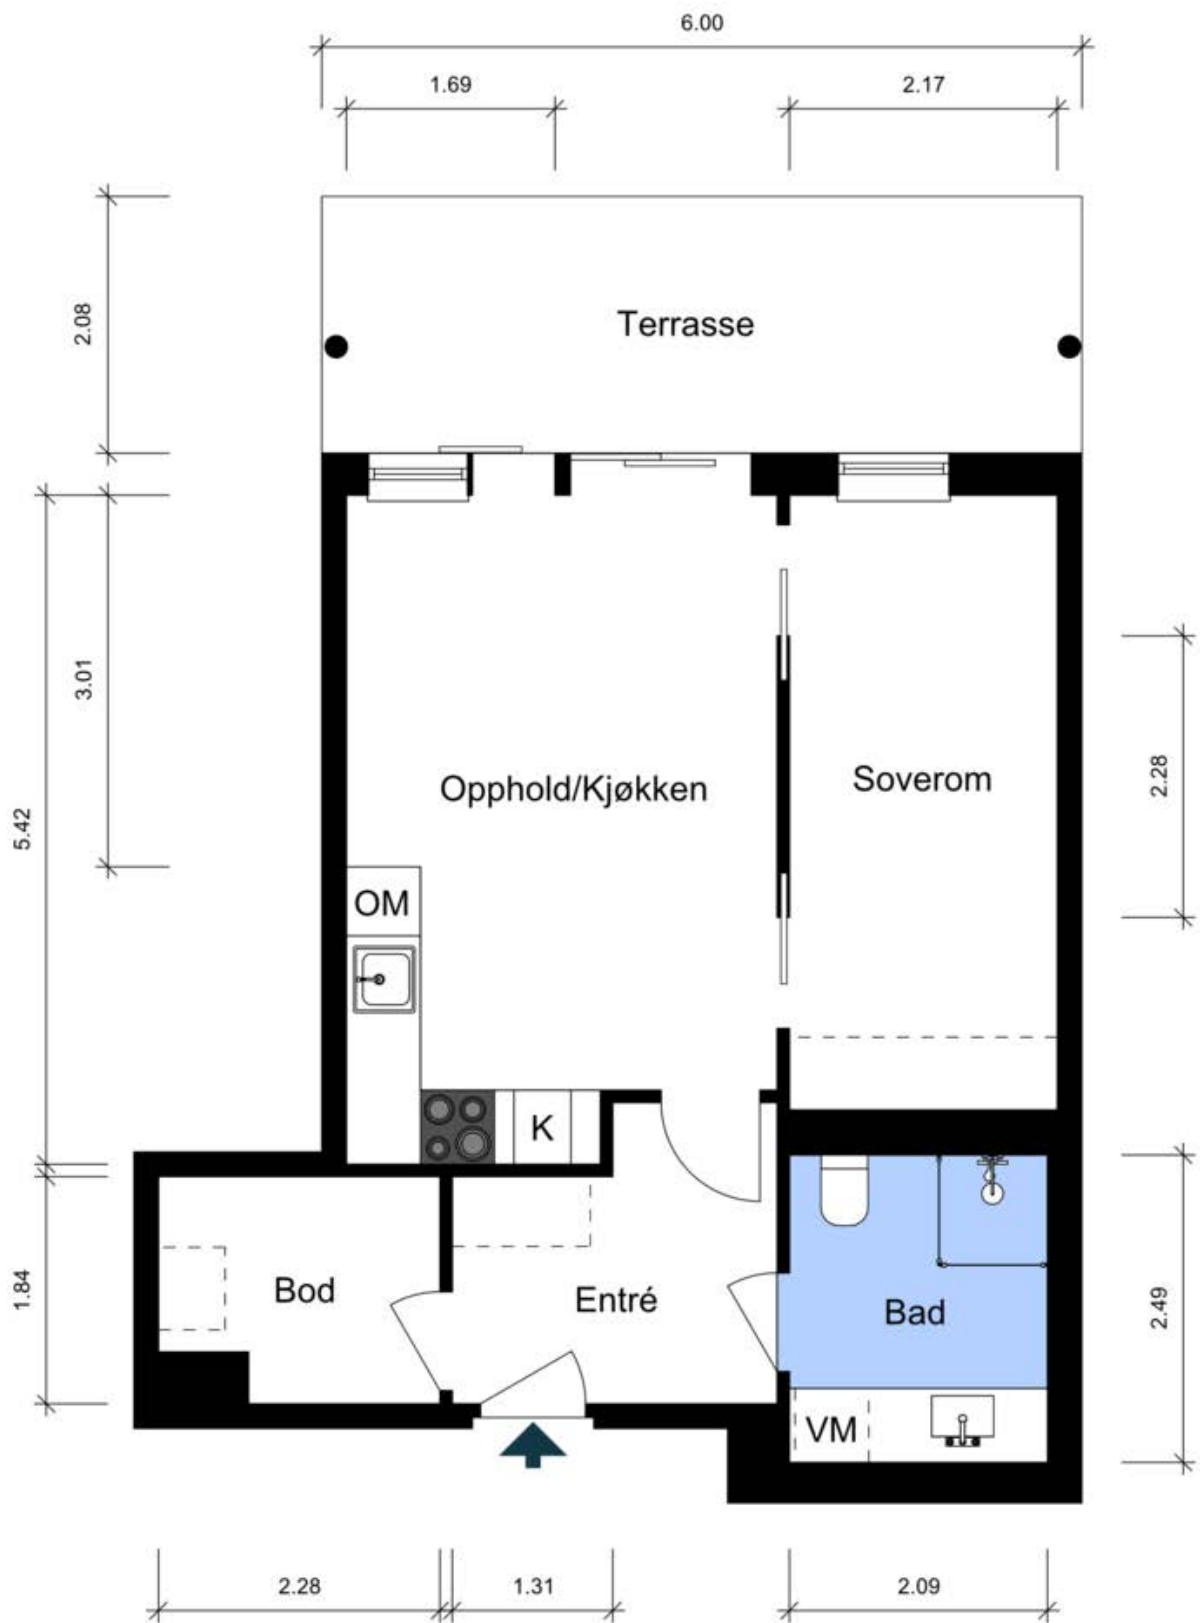 6.00
1.69
2.17
2.08
Terrasse
3.01
5.42
2.28
Opphold/Kjøkken
Soverom
OM
K
1.84
Bod
Entré
Bad
2.49
VM
2.28
1.31
2.09